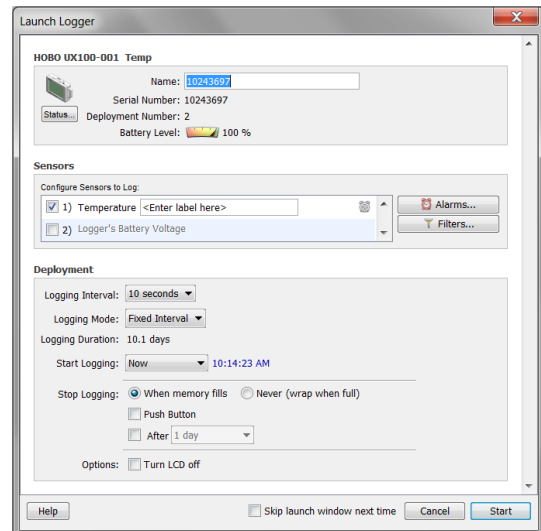 Launch Logger
HOBO UX100-001 Temp
Name: 10243697
Serial Number: 10243697
Status... Deployment Number: 2
Battery Level: 100 %
Sensors
Configure Sensors to Log:
1) Temperature <Enter label here>
Alarms...
2) Logger's Battery Voltage
Filters...
Deployment
Logging Interval: 10 seconds
Logging Mode: Fixed Interval
Logging Duration: 10.1 days
Start Logging: Now 10:14:23 AM
Stop Logging: When memory fills Never (wrap when full)
Push Button
After 1 day
Options: Turn LCD off
Help Skip launch window next time Cancel Start